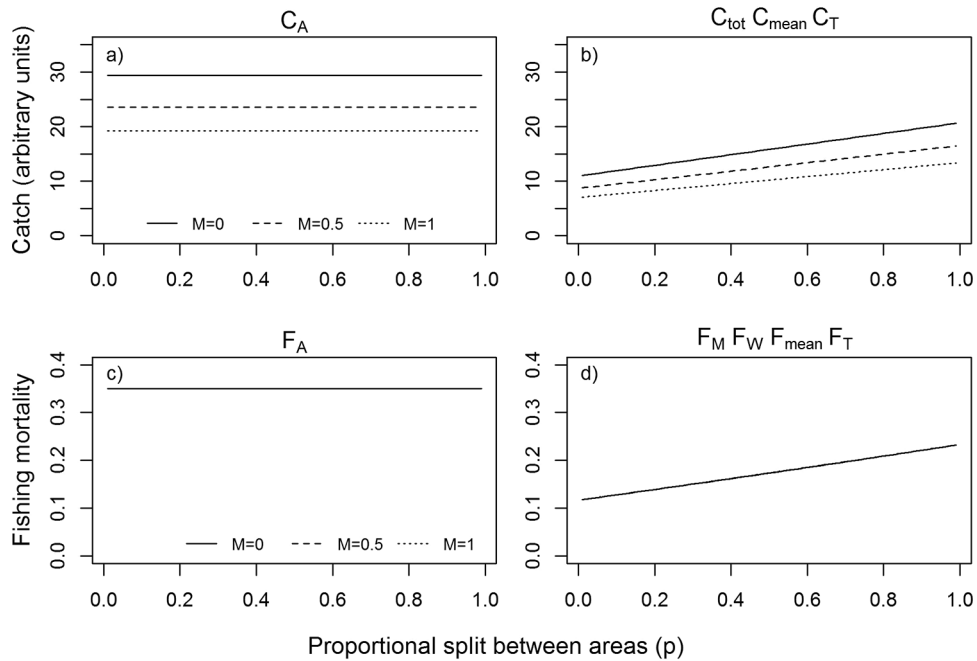 C_A
C_tot C_mean C_T
Catch (arbitrary units)
a)
0 10 20 30
M=0 M=0.5 M=1
0.0 0.2 0.4 0.6 0.8 1.0
b)
0 10 20 30
0.0 0.2 0.4 0.6 0.8 1.0
F_A
F_M F_W F_mean F_T
Fishing mortality
c)
0.0 0.1 0.2 0.3 0.4
M=0 M=0.5 M=1
0.0 0.2 0.4 0.6 0.8 1.0
d)
0.0 0.1 0.2 0.3 0.4
0.0 0.2 0.4 0.6 0.8 1.0
Proportional split between areas (p)